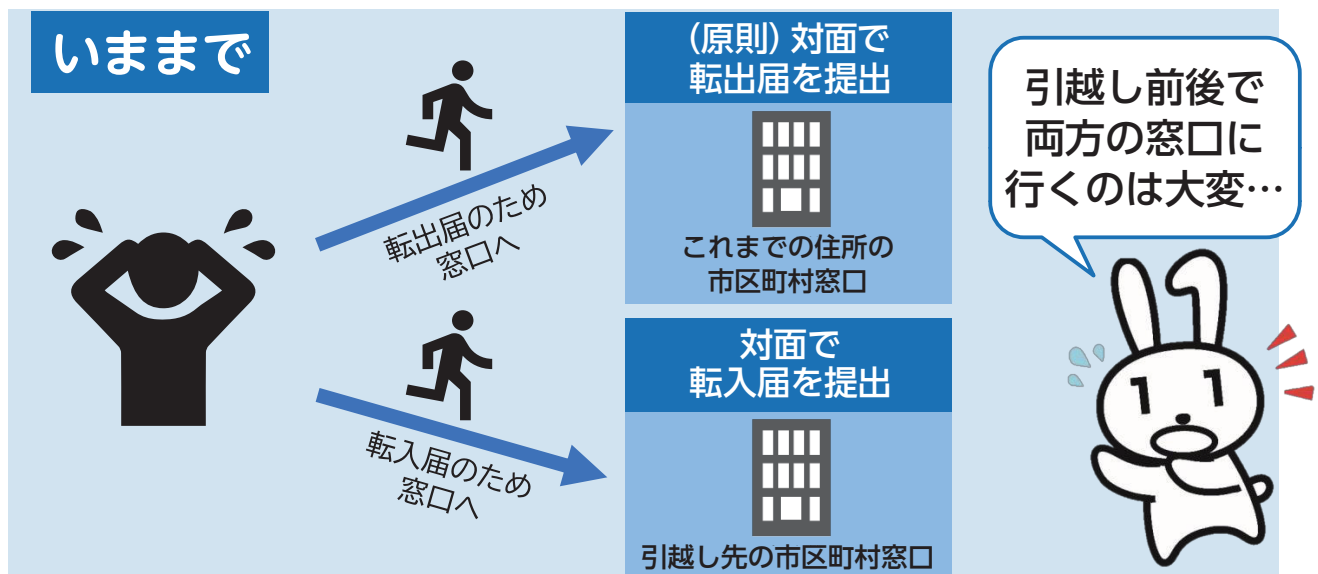 いままで
転出届のため
窓口へ
(原則)対面で
転出届を提出
これまでの住所の
市区町村窓口
転入届のため
窓口へ
対面で
転入届を提出
引越し先の市区町村窓口
引越し前後で
両方の窓口に
行くのは大変…